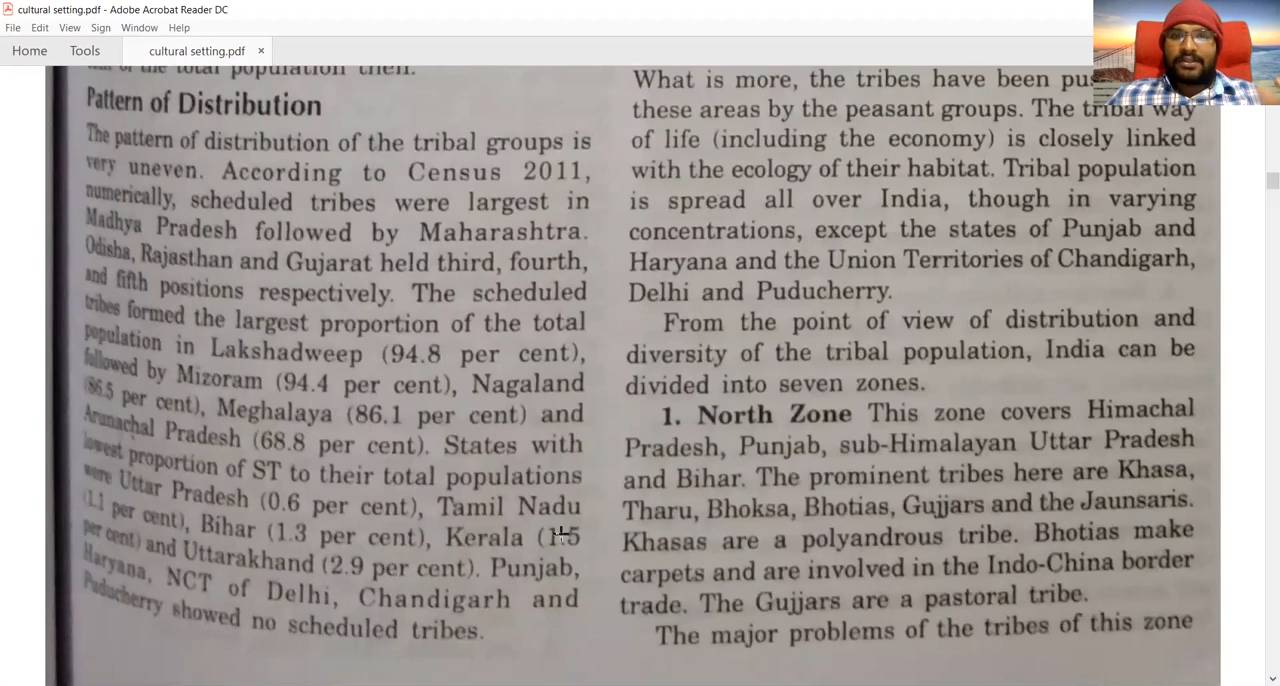 cultural setting.pdf - Adobe Acrobat Reader DC
File Edit View Sign Window Help
Home Tools cultural setting.pdf ×
of the total population then.
Pattern of Distribution
The pattern of distribution of the tribal groups is
very uneven. According to Census 2011,
numerically, scheduled tribes were largest in
Madhya Pradesh followed by Maharashtra.
Odisha, Rajasthan and Gujarat held third, fourth,
and fifth positions respectively. The scheduled
tribes formed the largest proportion of the total
population in Lakshadweep (94.8 per cent),
followed by Mizoram (94.4 per cent), Nagaland
(86.5 per cent), Meghalaya (86.1 per cent) and
Arunachal Pradesh (68.8 per cent). States with
lowest proportion of ST to their total populations
were Uttar Pradesh (0.6 per cent), Tamil Nadu
(1.1 per cent), Bihar (1.3 per cent), Kerala (1.5
per cent) and Uttarakhand (2.9 per cent). Punjab,
Haryana, NCT of Delhi, Chandigarh and
Puducherry showed no scheduled tribes.
What is more, the tribes have been
these areas by the peasant groups. The tribal way
of life (including the economy) is closely linked
with the ecology of their habitat. Tribal population
is spread all over India, though in varying
concentrations, except the states of Punjab and
Haryana and the Union Territories of Chandigarh,
Delhi and Puducherry.
From the point of view of distribution and
diversity of the tribal population, India can be
divided into seven zones.
1. North Zone This zone covers Himachal
Pradesh, Punjab, sub-Himalayan Uttar Pradesh
and Bihar. The prominent tribes here are Khasa,
Tharu, Bhoksa, Bhotias, Gujjars and the Jaunsaris.
Khasas are a polyandrous tribe. Bhotias make
carpets and are involved in the Indo-China border
trade. The Gujjars are a pastoral tribe.
The major problems of the tribes of this zone